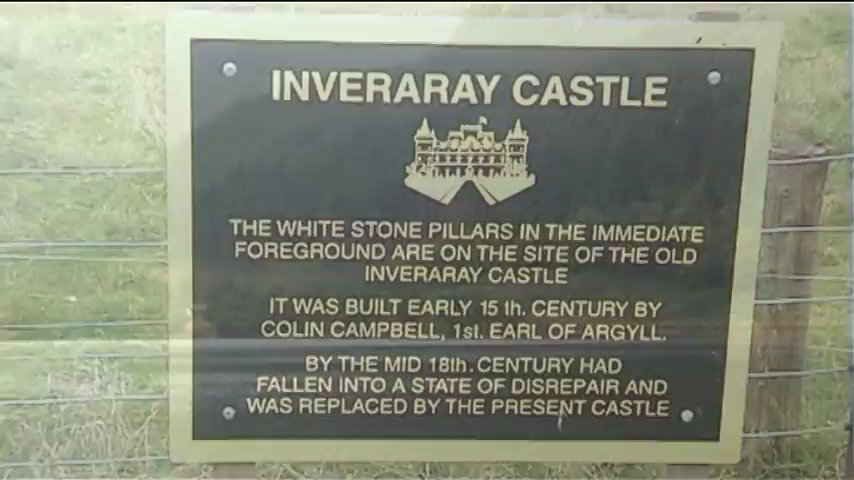 INVERARAY CASTLE
THE WHITE STONE PILLARS IN THE IMMEDIATE
FOREGROUND ARE ON THE SITE OF THE OLD
INVERARAY CASTLE
IT WAS BUILT EARLY 15 th. CENTURY BY
COLIN CAMPBELL, 1st. EARL OF ARGYLL.
BY THE MID 18th. CENTURY HAD
FALLEN INTO A STATE OF DISREPAIR AND
WAS REPLACED BY THE PRESENT CASTLE